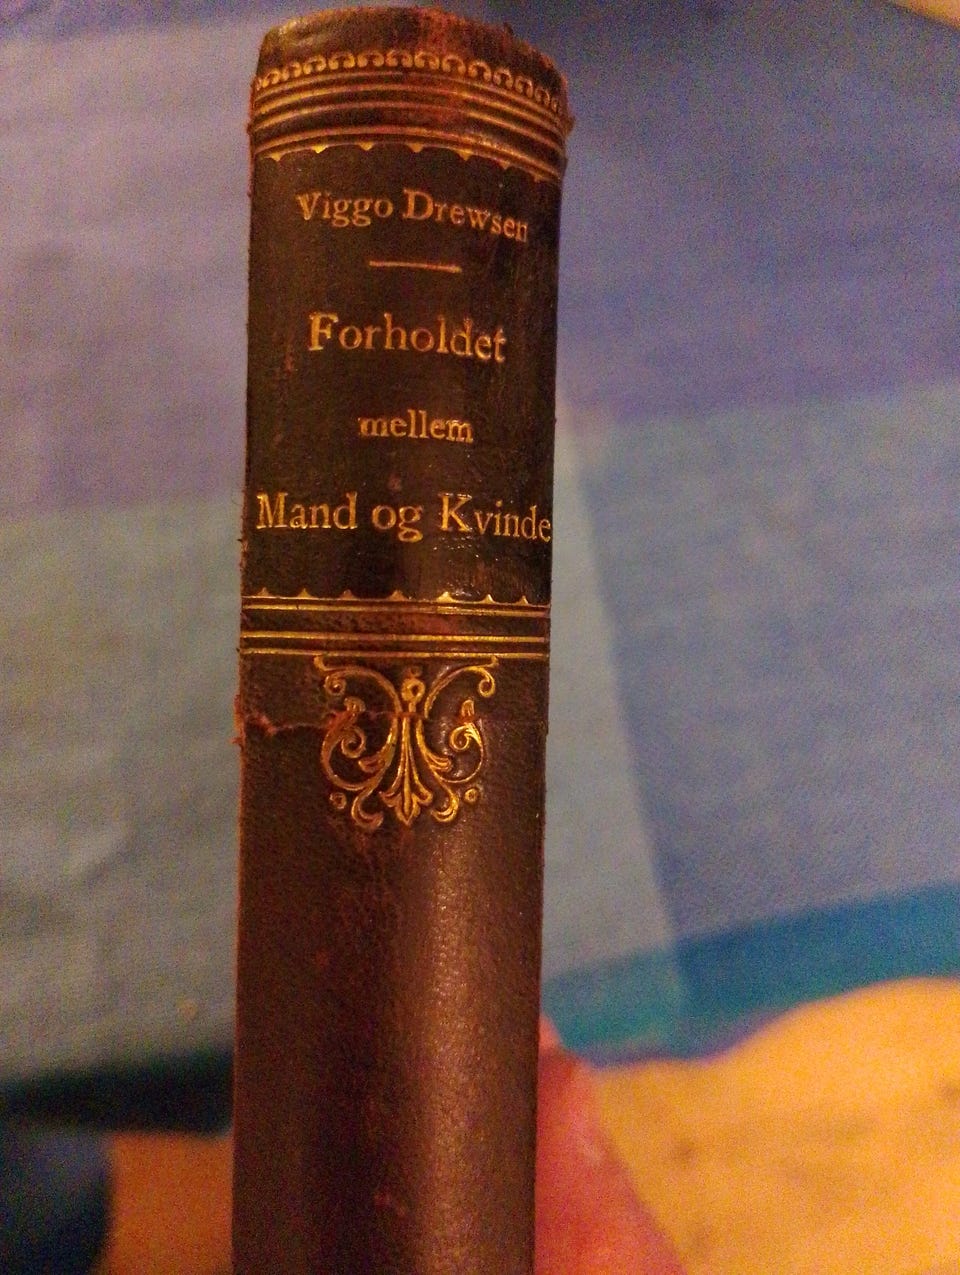 Viggo Drewsen
Forholdet
mellem
Mand og Kvinde